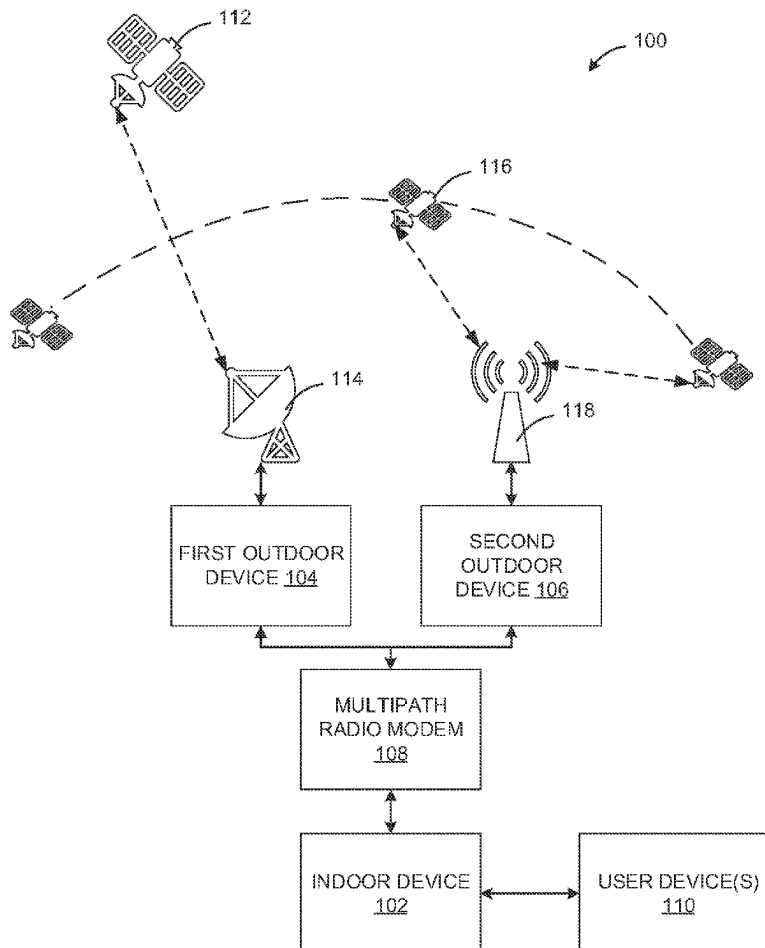 112
100
116
114
118
FIRST OUTDOOR
DEVICE 104
SECOND
OUTDOOR
DEVICE 106
MULTIPATH
RADIO MODEM
108
INDOOR DEVICE
102
USER DEVICE(S)
110